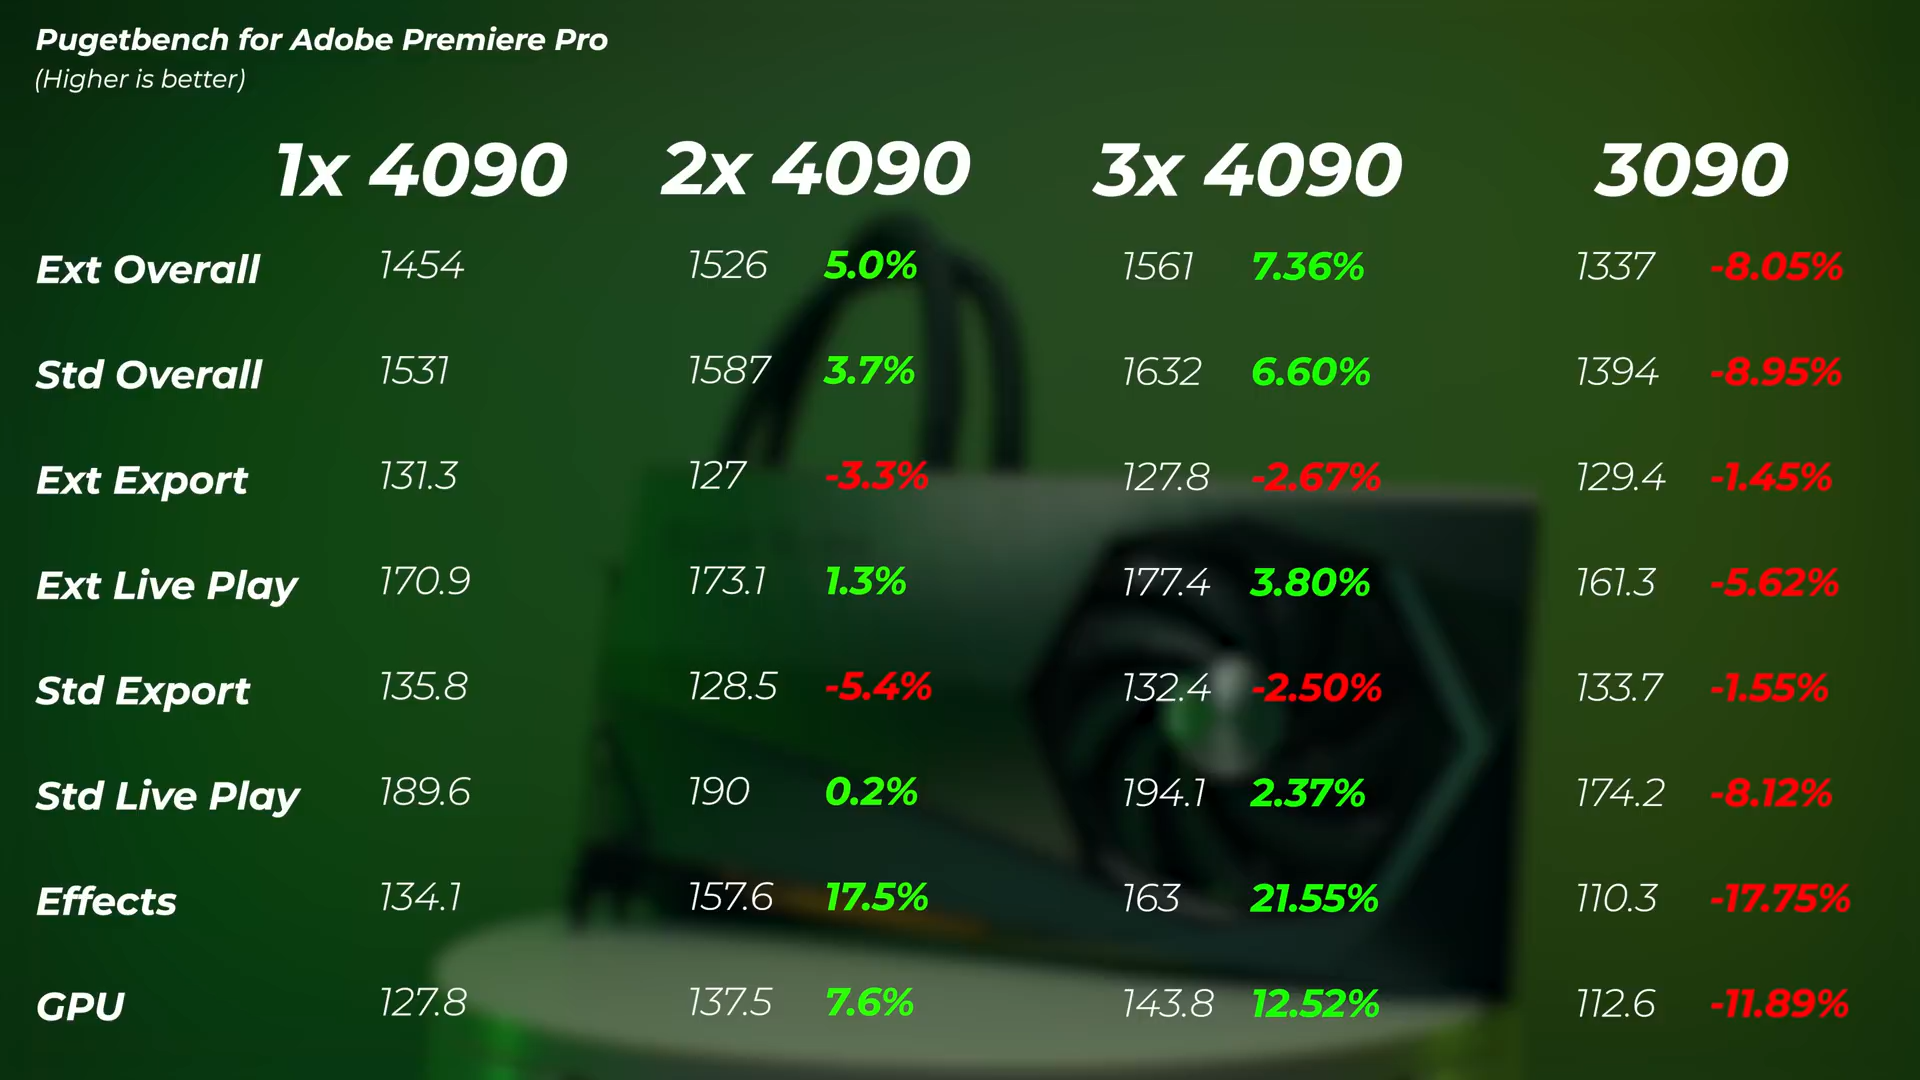 Pugetbench for Adobe Premiere Pro
(Higher is better)
1x 4090 2x 4090 3x 4090 3090
Ext Overall 1454 1526 5.0% 1561 7.36% 1337 -8.05%
Std Overall 1531 1587 3.7% 1632 6.60% 1394 -8.95%
Ext Export 131.3 127 -3.3% 127.8 -2.67% 129.4 -1.45%
Ext Live Play 170.9 173.1 1.3% 177.4 3.80% 161.3 -5.62%
Std Export 135.8 128.5 -5.4% 132.4 -2.50% 133.7 -1.55%
Std Live Play 189.6 190 0.2% 194.1 2.37% 174.2 -8.12%
Effects 134.1 157.6 17.5% 163 21.55% 110.3 -17.75%
GPU 127.8 137.5 7.6% 143.8 12.52% 112.6 -11.89%